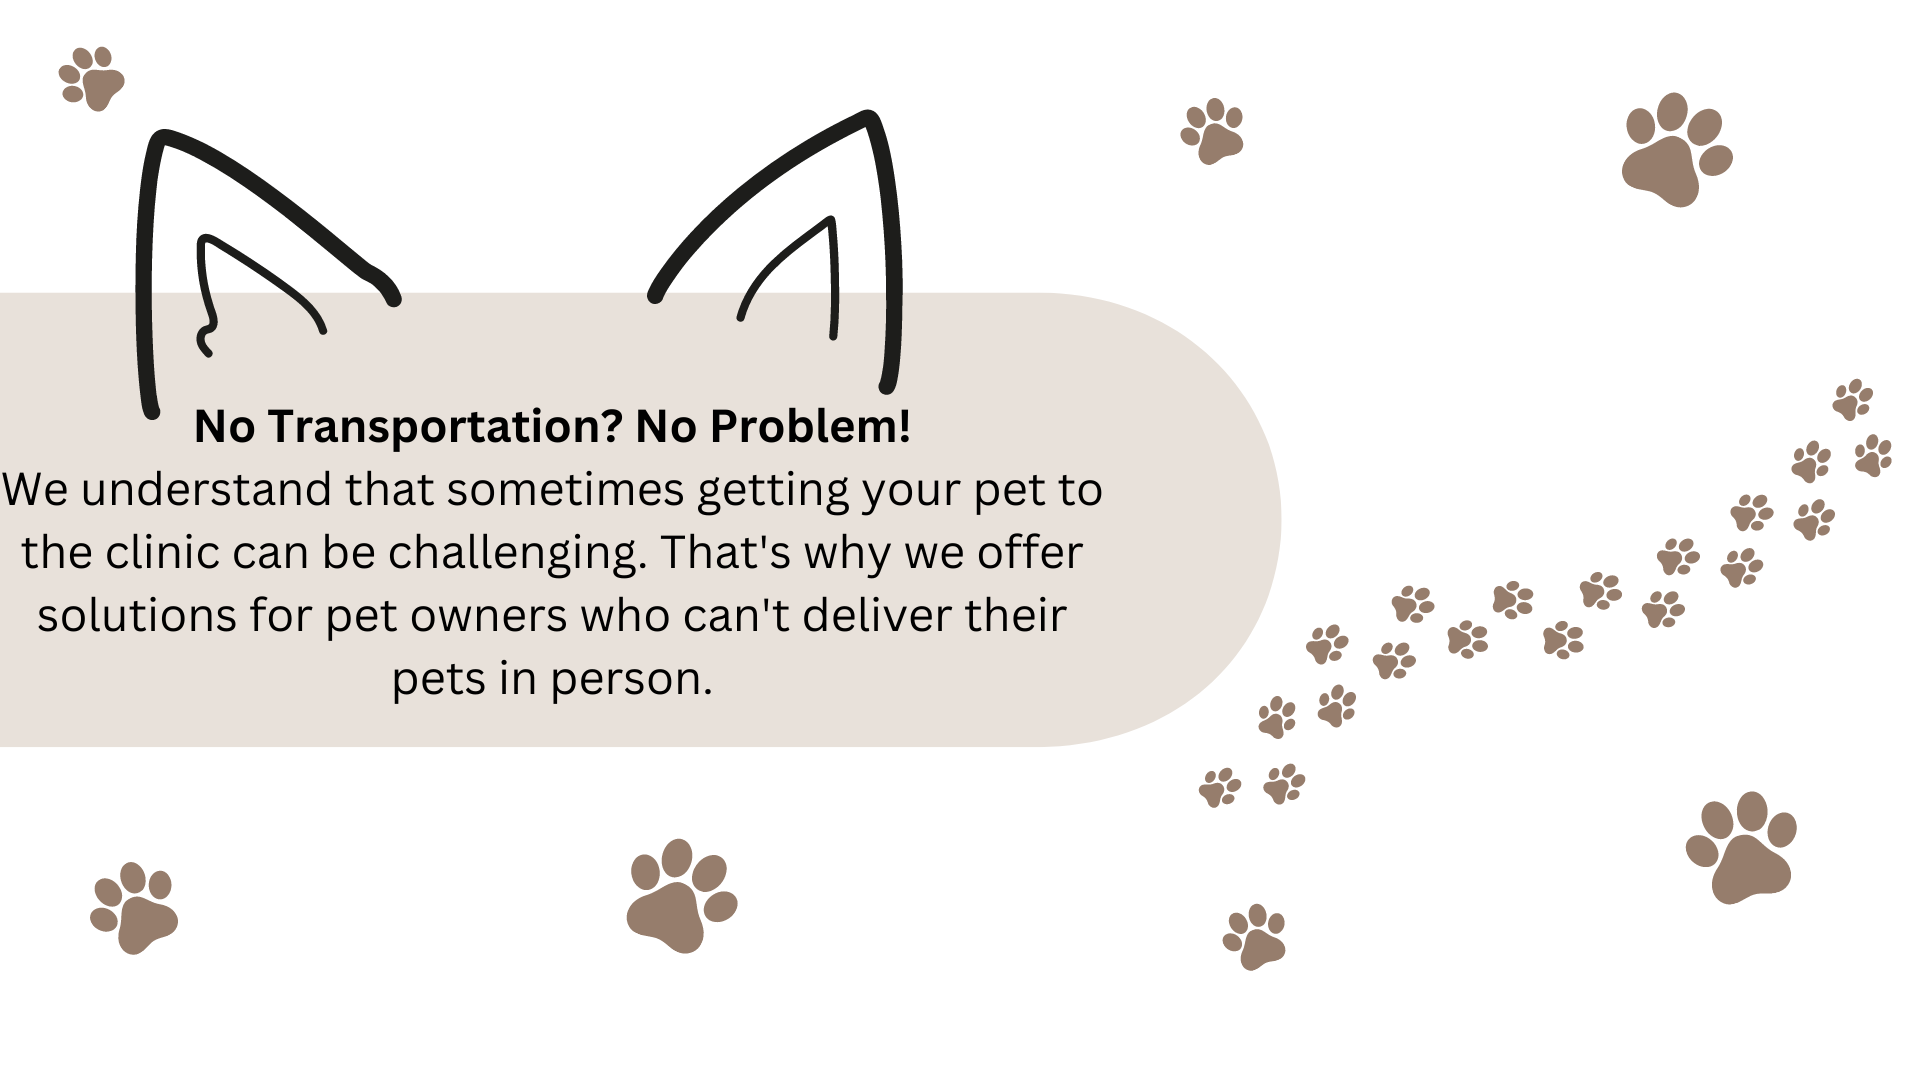 No Transportation? No Problem!
We understand that sometimes getting your pet to
the clinic can be challenging. That's why we offer
solutions for pet owners who can't deliver their
pets in person.